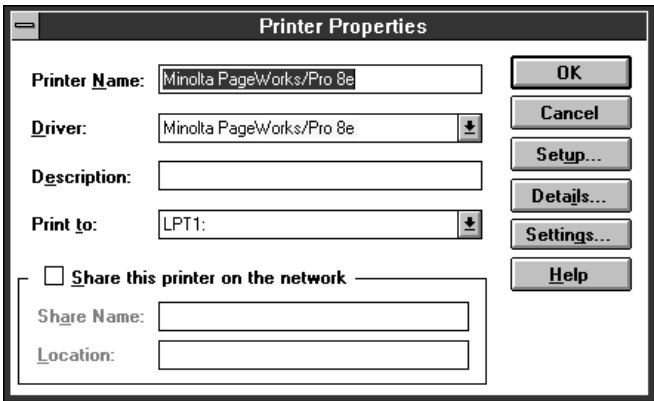 Printer Properties
Printer Name: Minolta PageWorks/Pro 8e
Driver: Minolta PageWorks/Pro 8e
Description:
Print to: LPT1:
Share this printer on the network
Share Name:
Location:
OK
Cancel
Setup...
Details...
Settings...
Help